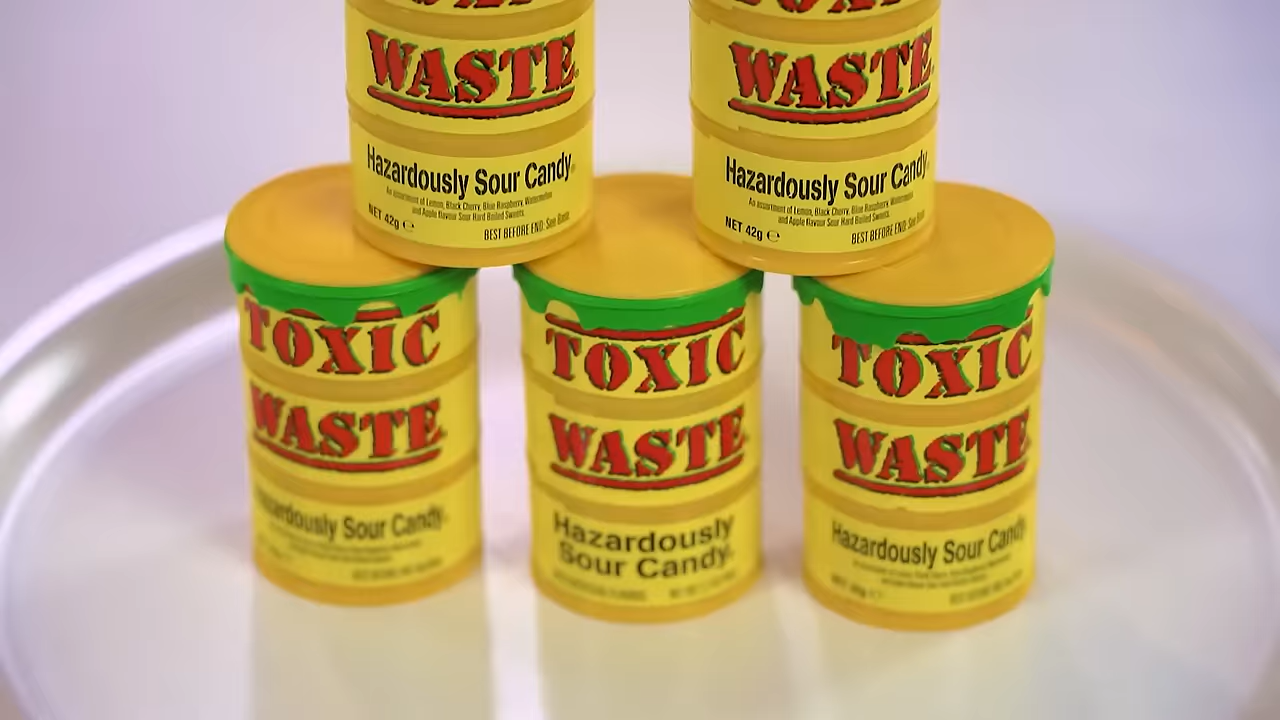 TOXIC
WASTE
Hazardously Sour Candy
An assortment of Lemon, Black Cherry, Blue Raspberry, Watermelon
and Apple flavour Sour Hard Boiled Sweets.
NET 42g ℮
BEST BEFORE END: See Base.
TOXIC
WASTE
Hazardously Sour Candy
An assortment of Lemon, Black Cherry, Blue Raspberry, Watermelon
and Apple flavour Sour Hard Boiled Sweets.
NET 42g ℮
BEST BEFORE END: See Base.
TOXIC
WASTE
Hazardously Sour Candy
TOXIC
WASTE
Hazardously
Sour Candy
TOXIC
WASTE
Hazardously Sour Candy